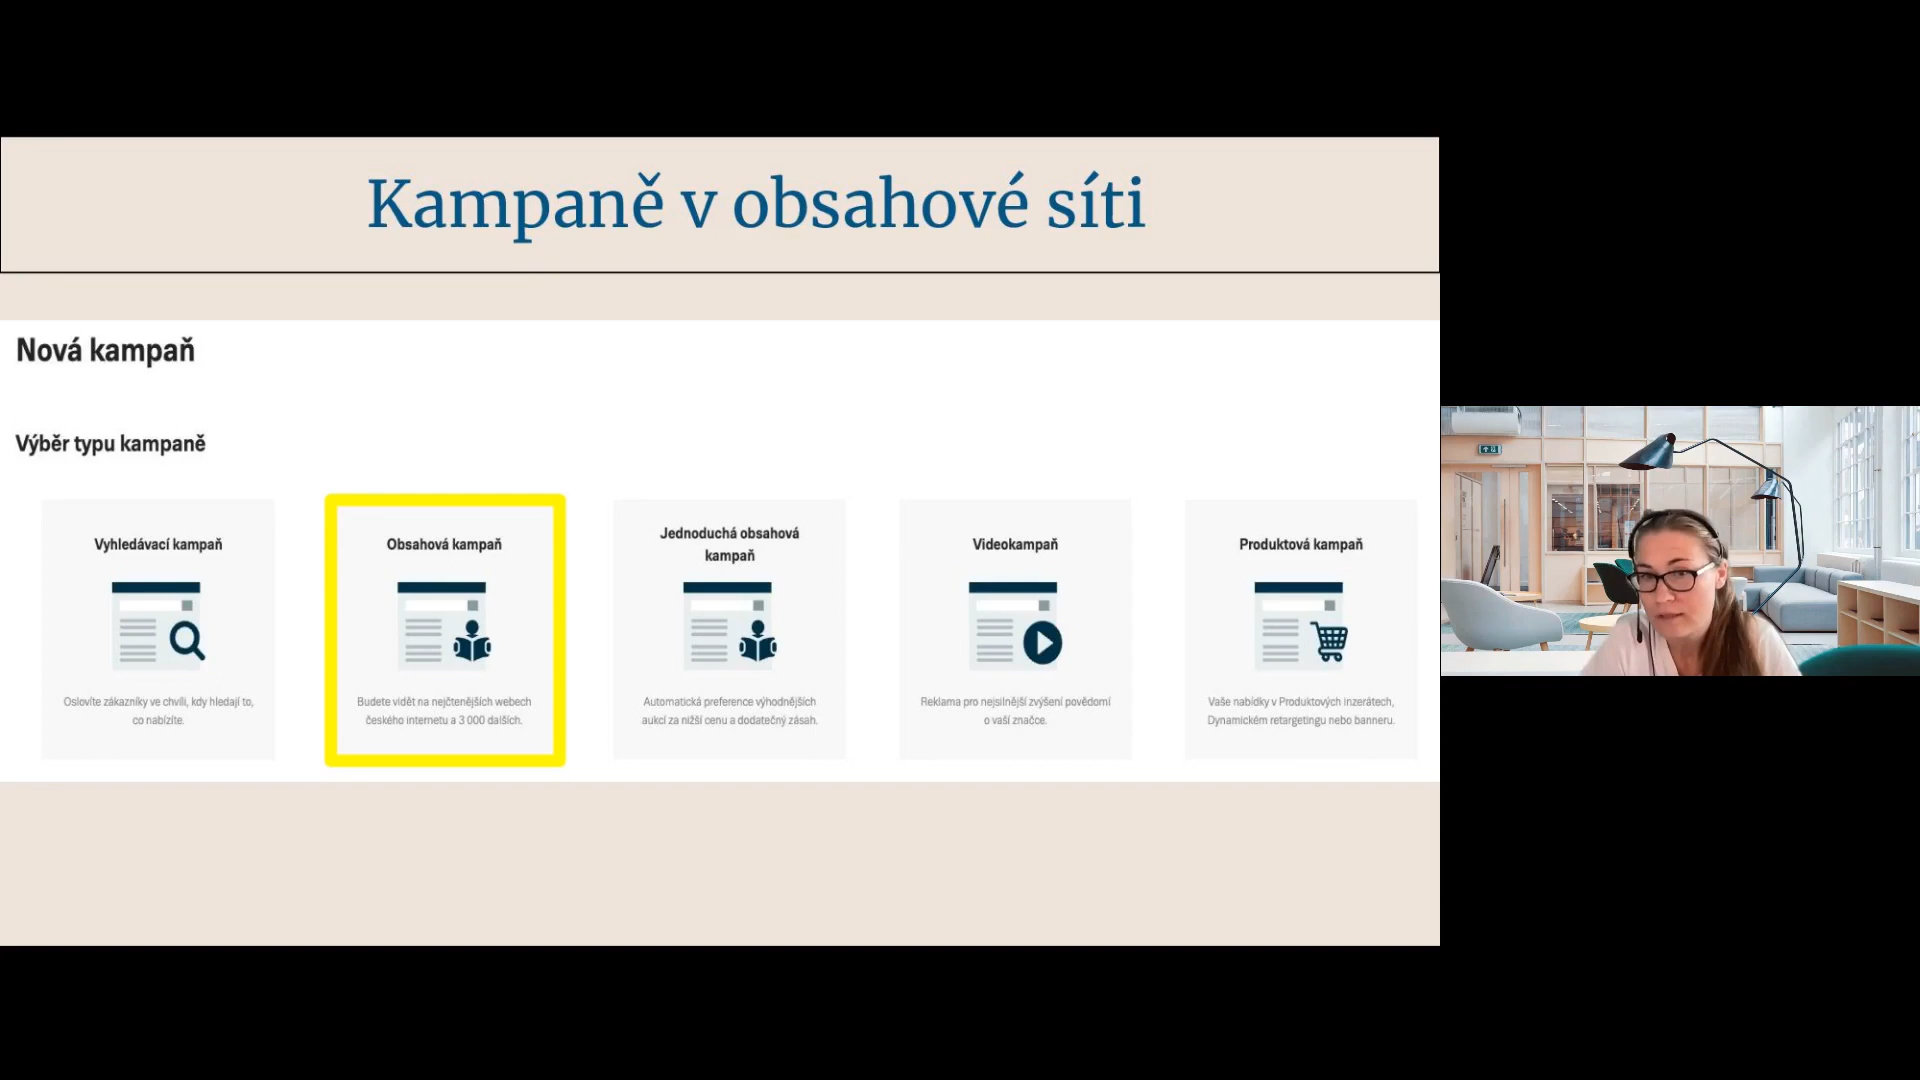 Kampaně v obsahové síti
Nová kampaň
Výběr typu kampaně
Vyhledávací kampaň
Oslovíte zákazníky ve chvíli, kdy hledají to,
co nabízíte.
Obsahová kampaň
Budete vidět na nejčtenějších webech
českého internetu a 3 000 dalších.
Jednoduchá obsahová
kampaň
Automatická preference výhodnějších
aukcí za nižší cenu a dodatečný zásah.
Videokampaň
Reklama pro nejsilnější zvýšení povědomí
o vaší značce.
Produktová kampaň
Vaše nabídky v Produktových inzerátech,
Dynamickém retargetingu nebo banneru.